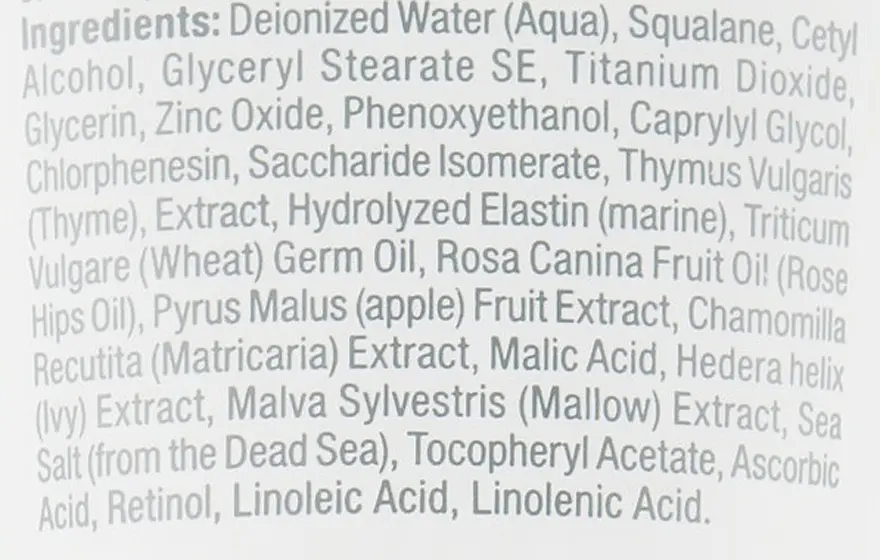 Ingredients: Deionized Water (Aqua), Squalane, Cetyl
Alcohol, Glyceryl Stearate SE, Titanium Dioxide,
Glycerin, Zinc Oxide, Phenoxyethanol, Caprylyl Glycol,
Chlorphenesin, Saccharide Isomerate, Thymus Vulgaris
(Thyme), Extract, Hydrolyzed Elastin (marine), Triticum
Vulgare (Wheat) Germ Oil, Rosa Canina Fruit Oil (Rose
Hips Oil), Pyrus Malus (apple) Fruit Extract, Chamomilla
Recutita (Matricaria) Extract, Malic Acid, Hedera helix
(Ivy) Extract, Malva Sylvestris (Mallow) Extract, Sea
Salt (from the Dead Sea), Tocopheryl Acetate, Ascorbic
Acid, Retinol, Linoleic Acid, Linolenic Acid.